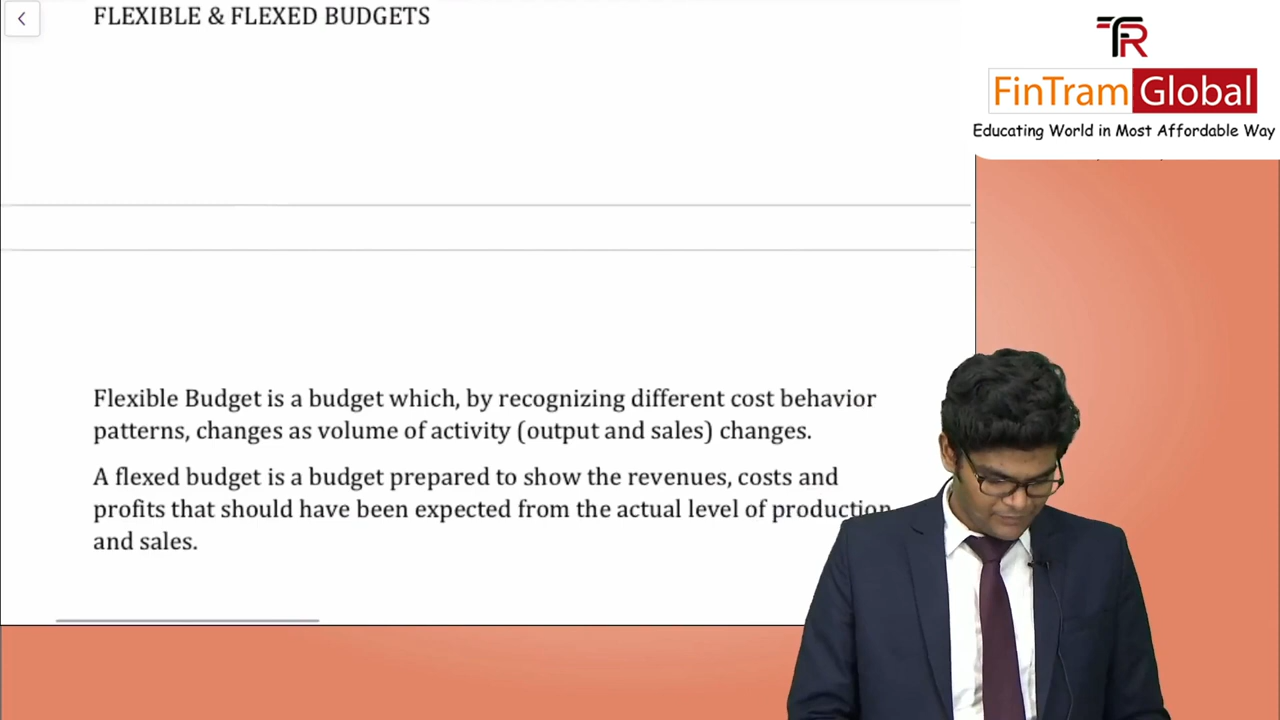 FLEXIBLE & FLEXED BUDGETS
TR
FinTram Global
Educating World in Most Affordable Way
Flexible Budget is a budget which, by recognizing different cost behavior
patterns, changes as volume of activity (output and sales) changes.
A flexed budget is a budget prepared to show the revenues, costs and
profits that should have been expected from the actual level of production
and sales.